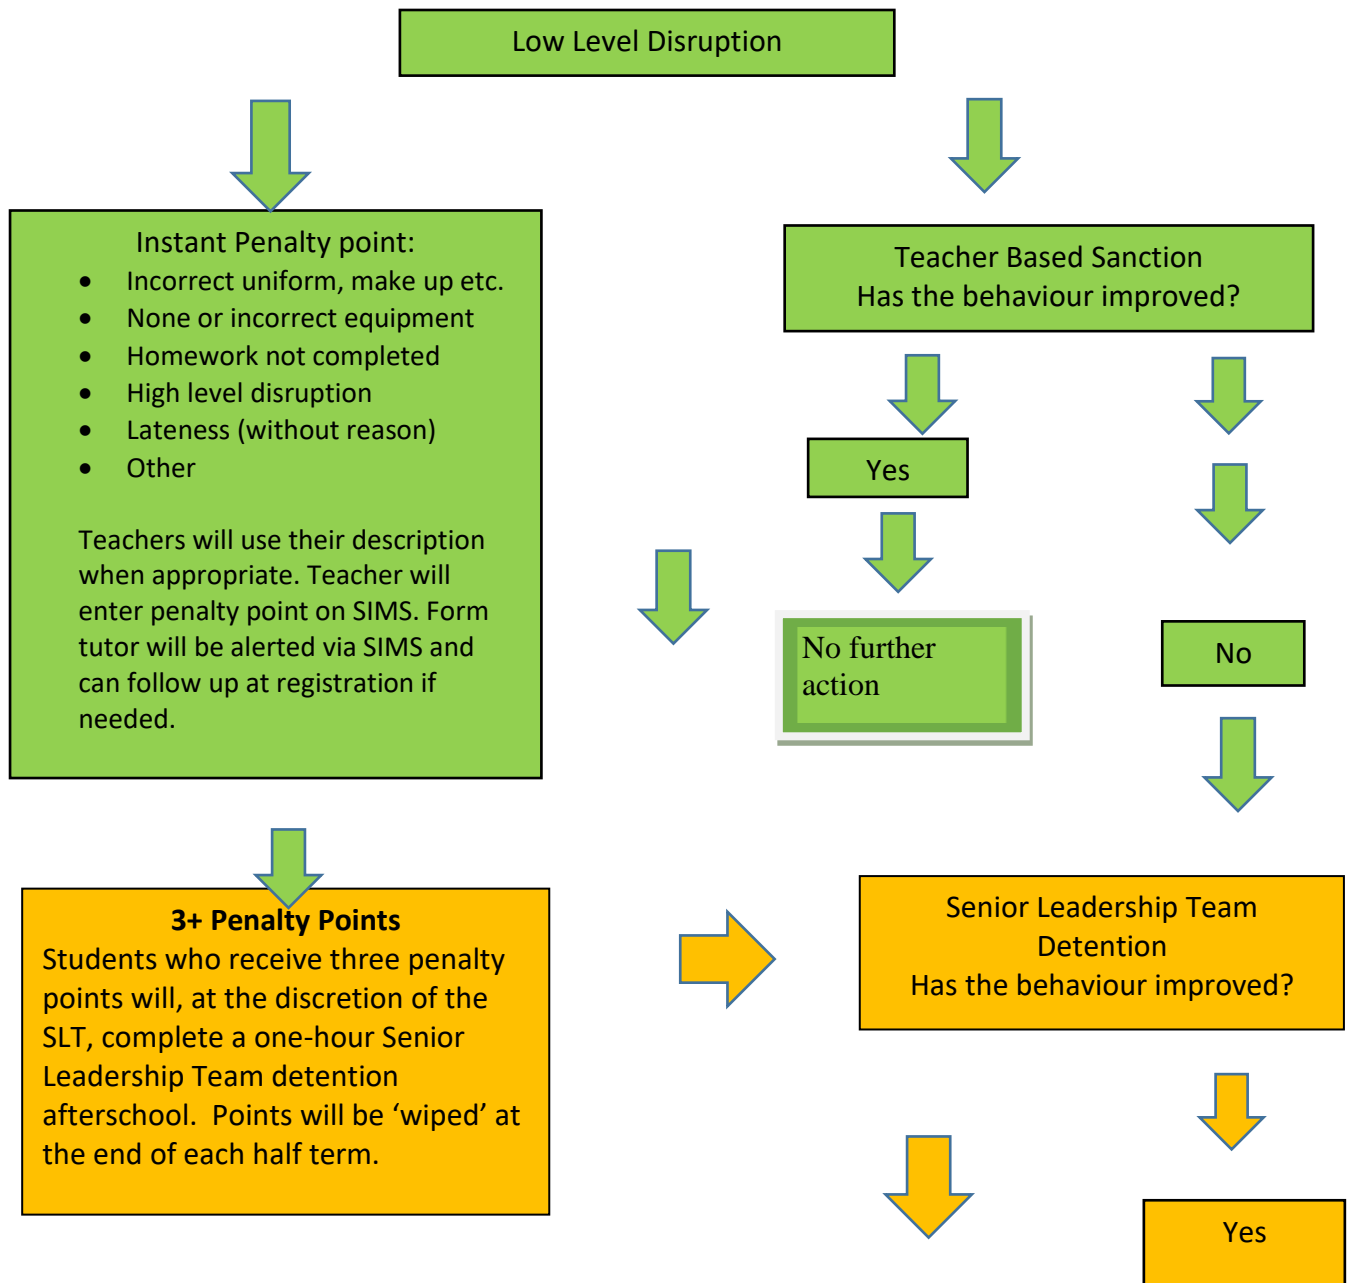 Low Level Disruption
Instant Penalty point:
• Incorrect uniform, make up etc.
• None or incorrect equipment
• Homework not completed
• High level disruption
• Lateness (without reason)
• Other
Teachers will use their description
when appropriate. Teacher will
enter penalty point on SIMS. Form
tutor will be alerted via SIMS and
can follow up at registration if
needed.
Teacher Based Sanction
Has the behaviour improved?
Yes
No further
action
No
3+ Penalty Points
Students who receive three penalty
points will, at the discretion of the
SLT, complete a one-hour Senior
Leadership Team detention
afterschool.  Points will be ‘wiped’ at
the end of each half term.
Senior Leadership Team
Detention
Has the behaviour improved?
Yes